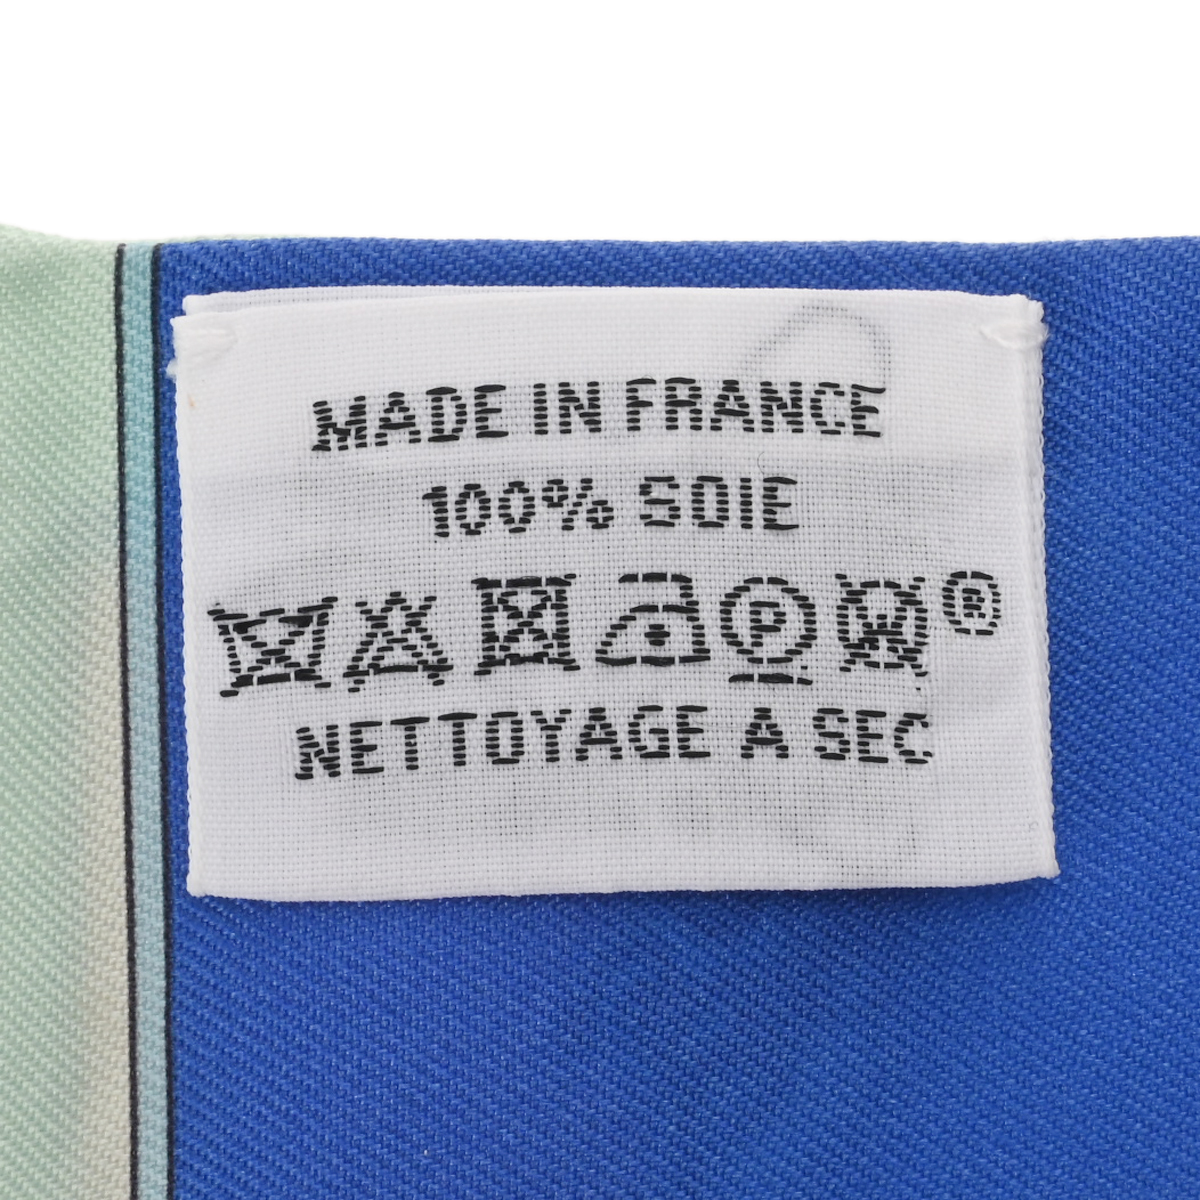 MADE IN FRANCE
100% SOIE
P W ®
NETTOYAGE A SEC